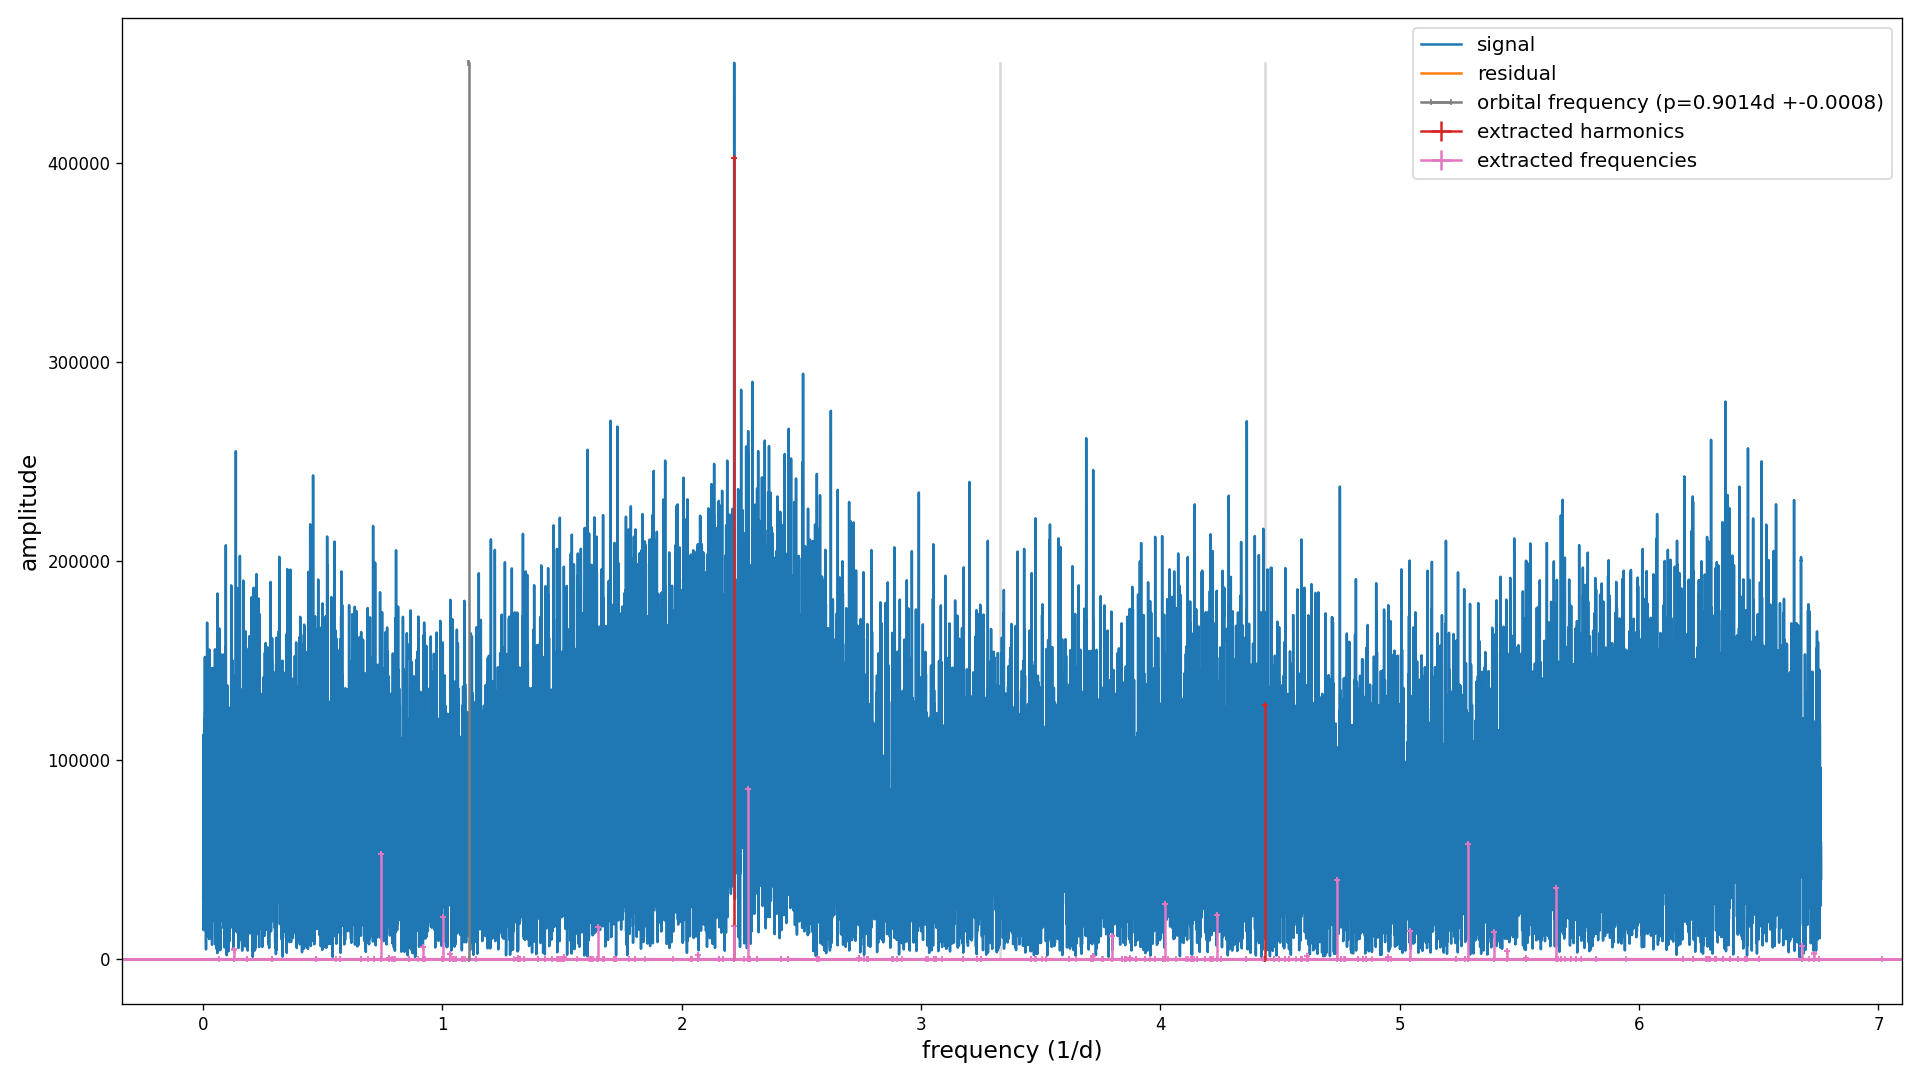 signal
residual
orbital frequency (p=0.9014d +-0.0008)
extracted harmonics
extracted frequencies
400000
300000
200000
100000
0
amplitude
0 1 2 3 4 5 6 7
frequency (1/d)